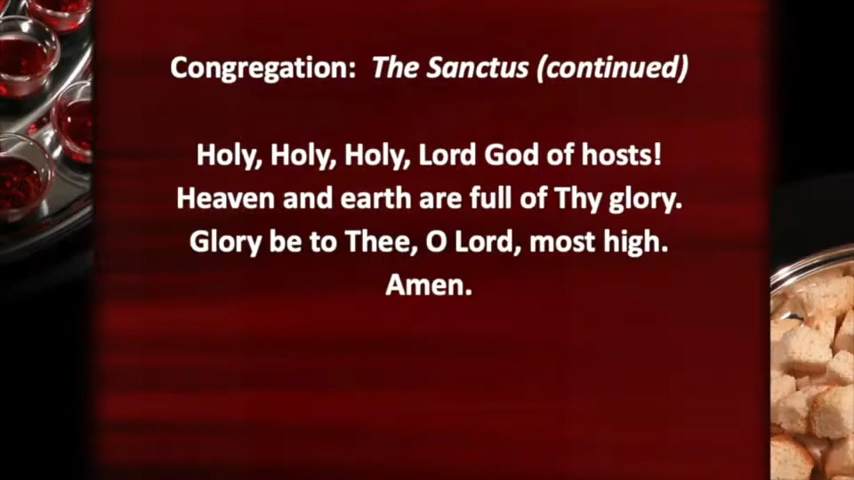 Congregation: The Sanctus (continued)
Holy, Holy, Holy, Lord God of hosts!
Heaven and earth are full of Thy glory.
Glory be to Thee, O Lord, most high.
Amen.